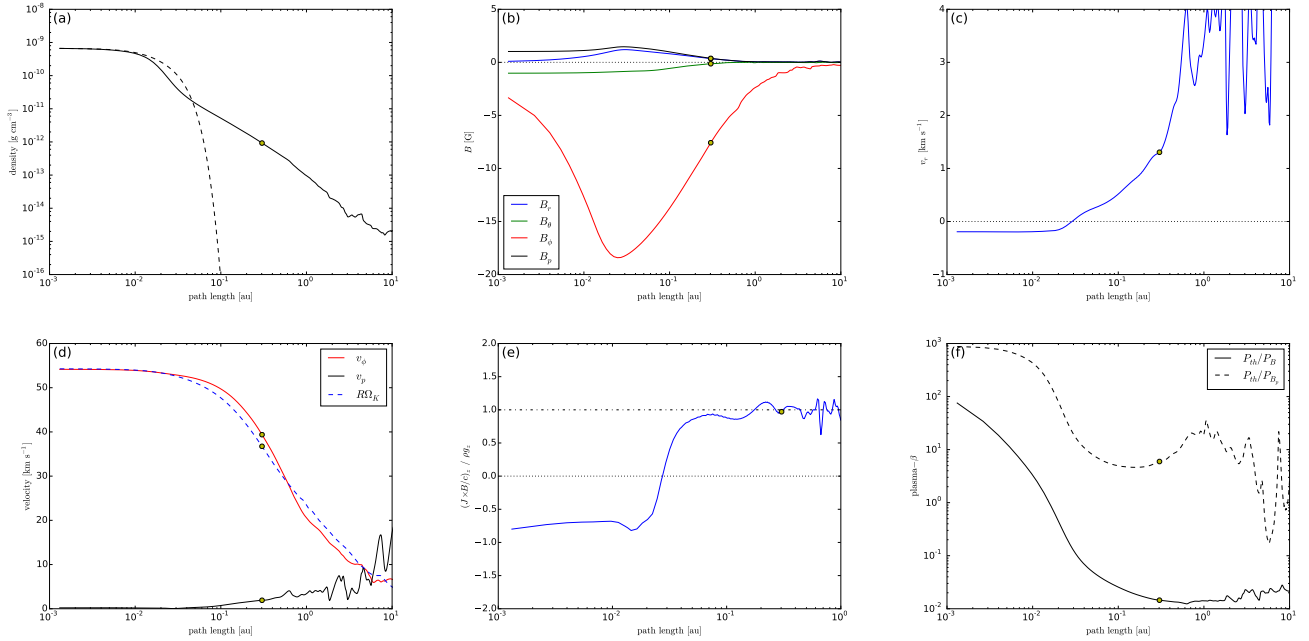 (a)
10^-8
10^-9
10^-10
10^-11
10^-12
10^-13
10^-14
10^-15
10^-16
density [g cm^-3]
10^-3 10^-2 10^-1 10^0 10^1
path length [au]
(b)
5
0
−5
−10
−15
−20
B [G]
B_r
B_θ
B_ϕ
B_p
10^-3 10^-2 10^-1 10^0 10^1
path length [au]
(c)
4
3
2
1
0
−1
v_r [km s^-1]
10^-3 10^-2 10^-1 10^0 10^1
path length [au]
(d)
60
50
40
30
20
10
0
velocity [km s^-1]
v_ϕ
v_p
RΩ_K
10^-3 10^-2 10^-1 10^0 10^1
path length [au]
(e)
2.0
1.5
1.0
0.5
0.0
−0.5
−1.0
−1.5
−2.0
(J×B/c)_z / ρg_z
10^-3 10^-2 10^-1 10^0
path length [au]
(f)
10^3
10^2
10^1
10^0
10^-1
10^-2
plasma−β
P_th/P_B
P_th/P_{B_p}
10^-3 10^-2 10^-1 10^0 10^1
path length [au]